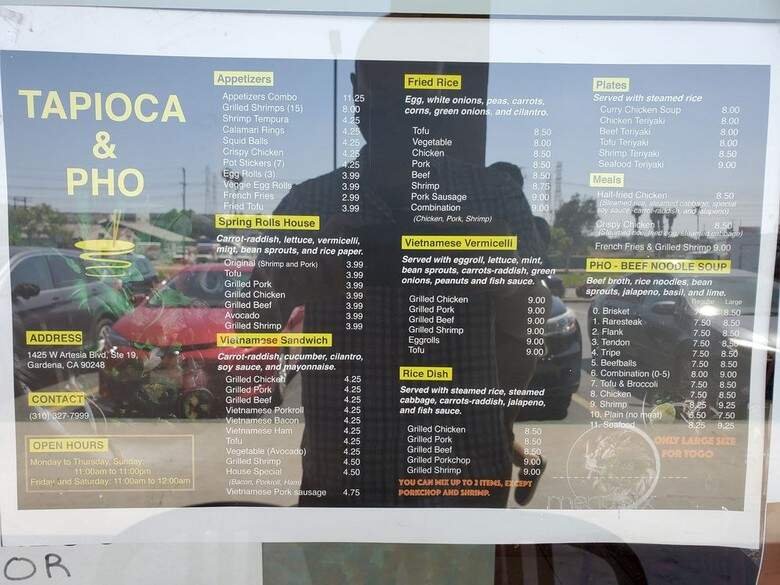 TAPIOCA
&
PHO
ADDRESS
1425 W Artesia Blvd, Ste 19,
Gardena, CA 90248
CONTACT
(310) 327-7999
OPEN HOURS
Monday to Thursday, Sunday:
11:00am to 11:00pm
Friday and Saturday: 11:00am to 12:00am
Appetizers
Appetizers Combo 11.25
Grilled Shrimps (15) 8.00
Shrimp Tempura 4.25
Calamari Rings 4.25
Squid Balls 4.25
Crispy Chicken 4.25
Pot Stickers (7) 4.25
Egg Rolls (3) 3.99
Veggie Egg Rolls 3.99
French Fries 2.99
Fried Tofu 3.99
Spring Rolls House
Carrot-raddish, lettuce, vermicelli,
mint, bean sprouts, and rice paper.
Original (Shrimp and Pork) 3.99
Tofu 3.99
Grilled Pork 3.99
Grilled Chicken 3.99
Grilled Beef 3.99
Avocado 3.99
Grilled Shrimp 3.99
Vietnamese Sandwich
Carrot-raddish, cucumber, cilantro,
soy sauce, and mayonnaise.
Grilled Chicken 4.25
Grilled Pork 4.25
Grilled Beef 4.25
Vietnamese Porkroll 4.25
Vietnamese Bacon 4.25
Vietnamese Ham 4.25
Tofu 4.25
Vegetable (Avocado) 4.25
Grilled Shrimp 4.50
House Special 4.50
(Bacon, Porkroll, Ham)
Vietnamese Pork sausage 4.75
Fried Rice
Egg, white onions, peas, carrots,
corns, green onions, and cilantro.
Tofu 8.50
Vegetable 8.00
Chicken 8.50
Pork 8.50
Beef 8.50
Shrimp 8.75
Pork Sausage 9.00
Combination 9.00
(Chicken, Pork, Shrimp)
Vietnamese Vermicelli
Served with eggroll, lettuce, mint,
bean sprouts, carrots-raddish, green
onions, peanuts and fish sauce.
Grilled Chicken 9.00
Grilled Pork 9.00
Grilled Beef 9.00
Grilled Shrimp 9.00
Eggrolls 9.00
Tofu 9.00
Rice Dish
Served with steamed rice, steamed
cabbage, carrots-raddish, jalapeno,
and fish sauce.
Grilled Chicken 8.50
Grilled Pork 8.50
Grilled Beef 8.50
Grilled Porkchop 9.00
Grilled Shrimp 9.00
YOU CAN MIX UP TO 2 ITEMS, EXCEPT
PORKCHOP AND SHRIMP.
Plates
Served with steamed rice
Curry Chicken Soup 8.00
Chicken Teriyaki 8.00
Beef Teriyaki 8.00
Tofu Teriyaki 8.00
Shrimp Teriyaki 8.50
Seafood Teriyaki 9.00
Meals
Half-fried Chicken 8.50
(Steamed rice, steamed cabbage, special
soy sauce, carrot-raddish, and jalapeno)
Crispy Chicken 8.50
French Fries & Grilled Shrimp 9.00
PHO - BEEF NOODLE SOUP
Beef broth, rice noodles, bean
sprouts, jalapeno, basil, and lime.
Regular Large
0. Brisket 7.50 8.50
1. Raresteak 7.50 8.50
2. Flank 7.50 8.50
3. Tendon 7.50 8.50
4. Tripe 7.50 8.50
5. Beefballs 7.50 8.50
6. Combination (0-5) 8.00 9.00
7. Tofu & Broccoli 7.50 8.50
8. Chicken 7.50 8.50
9. Shrimp 8.25 9.25
10. Plain (no meat) 6.50 7.50
11. Seafood 8.25 9.25
ONLY LARGE SIZE
FOR TOGO
OR